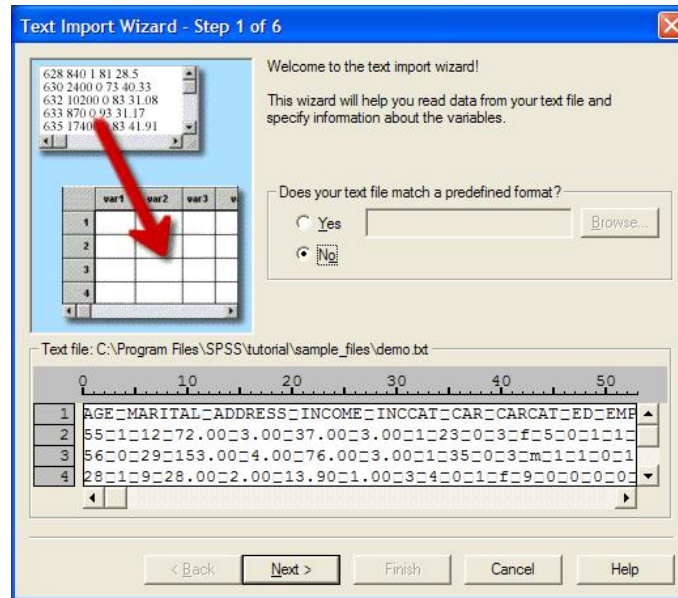 Text Import Wizard - Step 1 of 6
628 840 1 81 28.5
630 2400 0 73 40.33
632 10200 0 83 31.08
633 870 0 93 31.17
635 1740 0 83 41.91
var1 var2 var3 v
1
2
3
4
Welcome to the text import wizard!
This wizard will help you read data from your text file and
specify information about the variables.
Does your text file match a predefined format?
Yes
Browse...
No
Text file: C:\Program Files\SPSS\tutorial\sample_files\demo.txt
0 10 20 30 40 50
1 AGE□MARITAL□ADDRESS□INCOME□INCCAT□CAR□CARCAT□ED□EMP
2 55□1□12□72.00□3.00□37.00□3.00□1□23□0□3□f□5□0□1□1□
3 56□0□29□153.00□4.00□76.00□3.00□1□35□0□3□m□1□1□0□1
4 28□1□9□28.00□2.00□13.90□1.00□3□4□0□1□f□9□0□0□0□0□
< Back
Next >
Finish
Cancel
Help